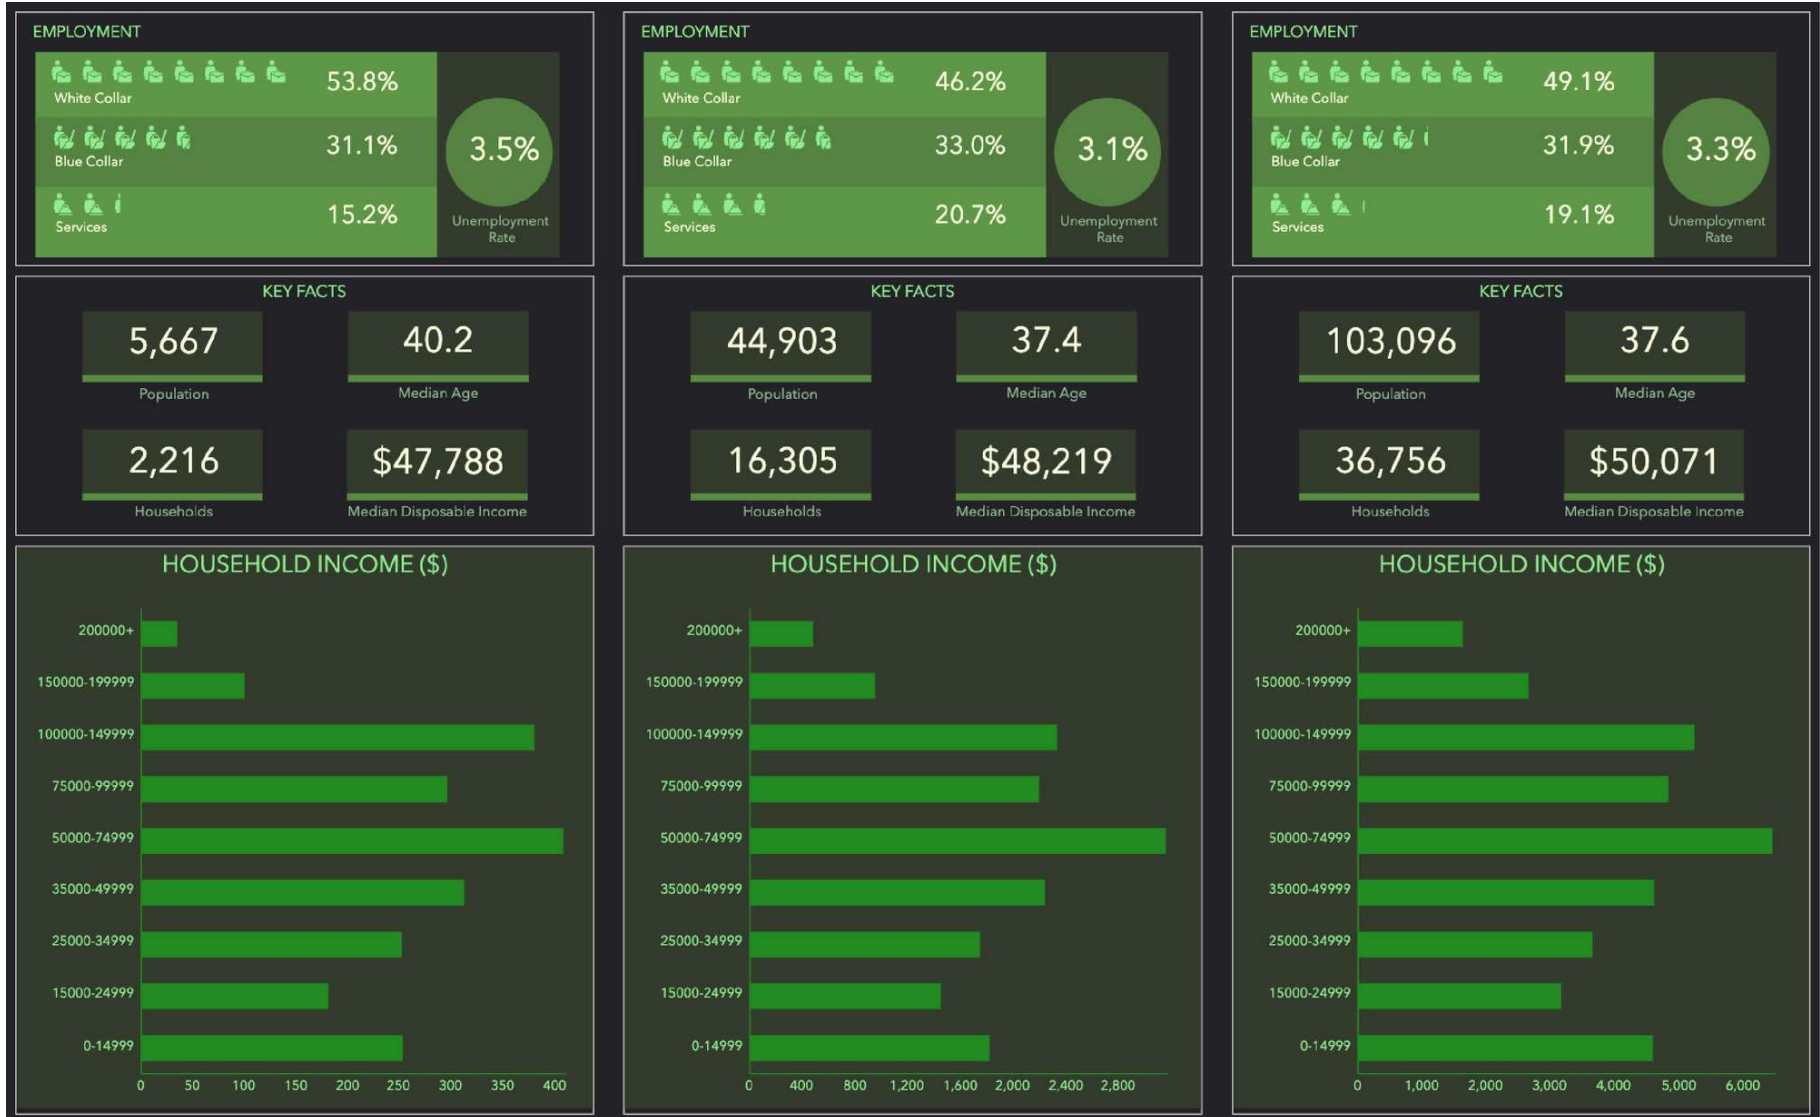 EMPLOYMENT
53.8%
White Collar
31.1%
Blue Collar
15.2%
Services
3.5%
Unemployment
Rate
EMPLOYMENT
46.2%
White Collar
33.0%
Blue Collar
20.7%
Services
3.1%
Unemployment
Rate
EMPLOYMENT
49.1%
White Collar
31.9%
Blue Collar
19.1%
Services
3.3%
Unemployment
Rate
KEY FACTS
5,667 40.2
Population Median Age
2,216 $47,788
Households Median Disposable Income
KEY FACTS
44,903 37.4
Population Median Age
16,305 $48,219
Households Median Disposable Income
KEY FACTS
103,096 37.6
Population Median Age
36,756 $50,071
Households Median Disposable Income
HOUSEHOLD INCOME ($)
200000+
150000-199999
100000-149999
75000-99999
50000-74999
35000-49999
25000-34999
15000-24999
0-14999
0 50 100 150 200 250 300 350 400
HOUSEHOLD INCOME ($)
200000+
150000-199999
100000-149999
75000-99999
50000-74999
35000-49999
25000-34999
15000-24999
0-14999
0 400 800 1,200 1,600 2,000 2,400 2,800
HOUSEHOLD INCOME ($)
200000+
150000-199999
100000-149999
75000-99999
50000-74999
35000-49999
25000-34999
15000-24999
0-14999
0 1,000 2,000 3,000 4,000 5,000 6,000